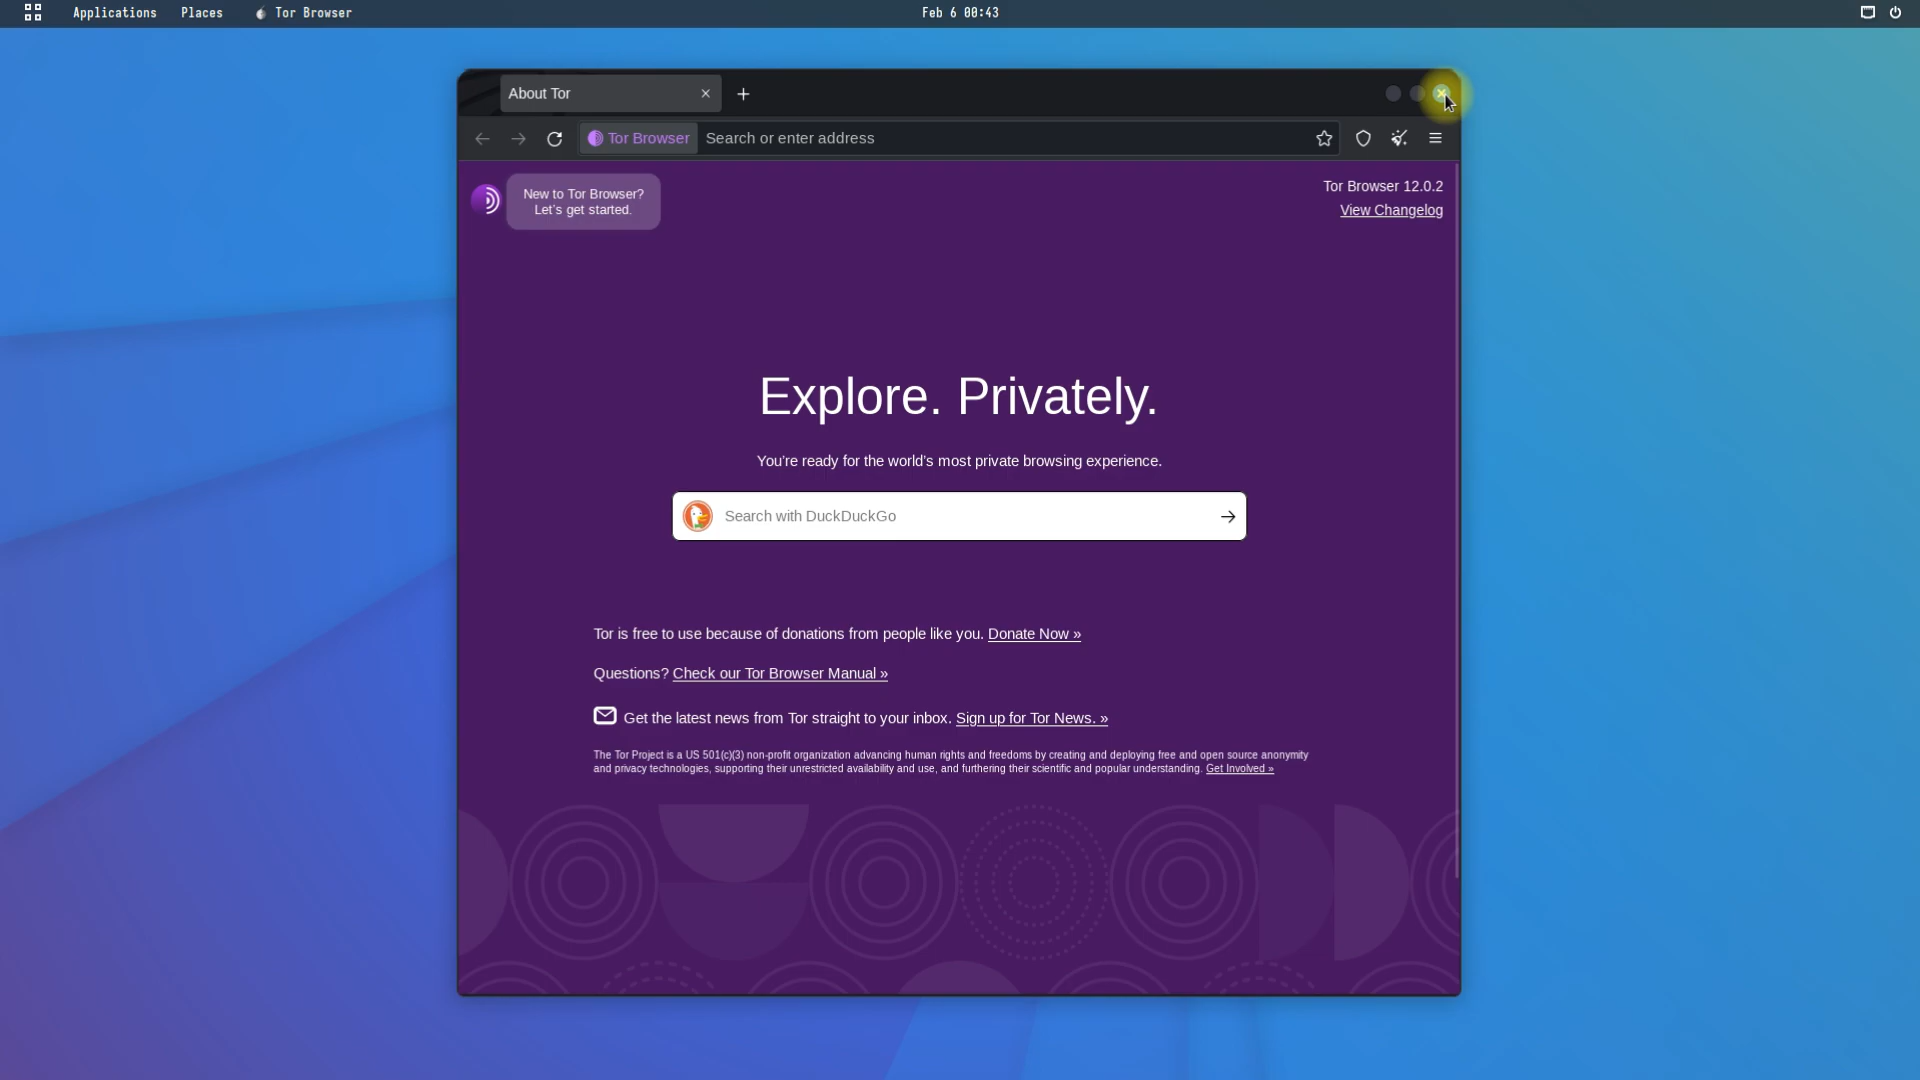 Applications Places Tor Browser Feb 6 00:43
About Tor
Tor Browser Search or enter address
New to Tor Browser?
Let's get started.
Tor Browser 12.0.2
View Changelog
Explore. Privately.
You're ready for the world's most private browsing experience.
Search with DuckDuckGo
Tor is free to use because of donations from people like you. Donate Now »
Questions? Check our Tor Browser Manual »
Get the latest news from Tor straight to your inbox. Sign up for Tor News. »
The Tor Project is a US 501(c)(3) non-profit organization advancing human rights and freedoms by creating and deploying free and open source anonymity
and privacy technologies, supporting their unrestricted availability and use, and furthering their scientific and popular understanding. Get Involved »